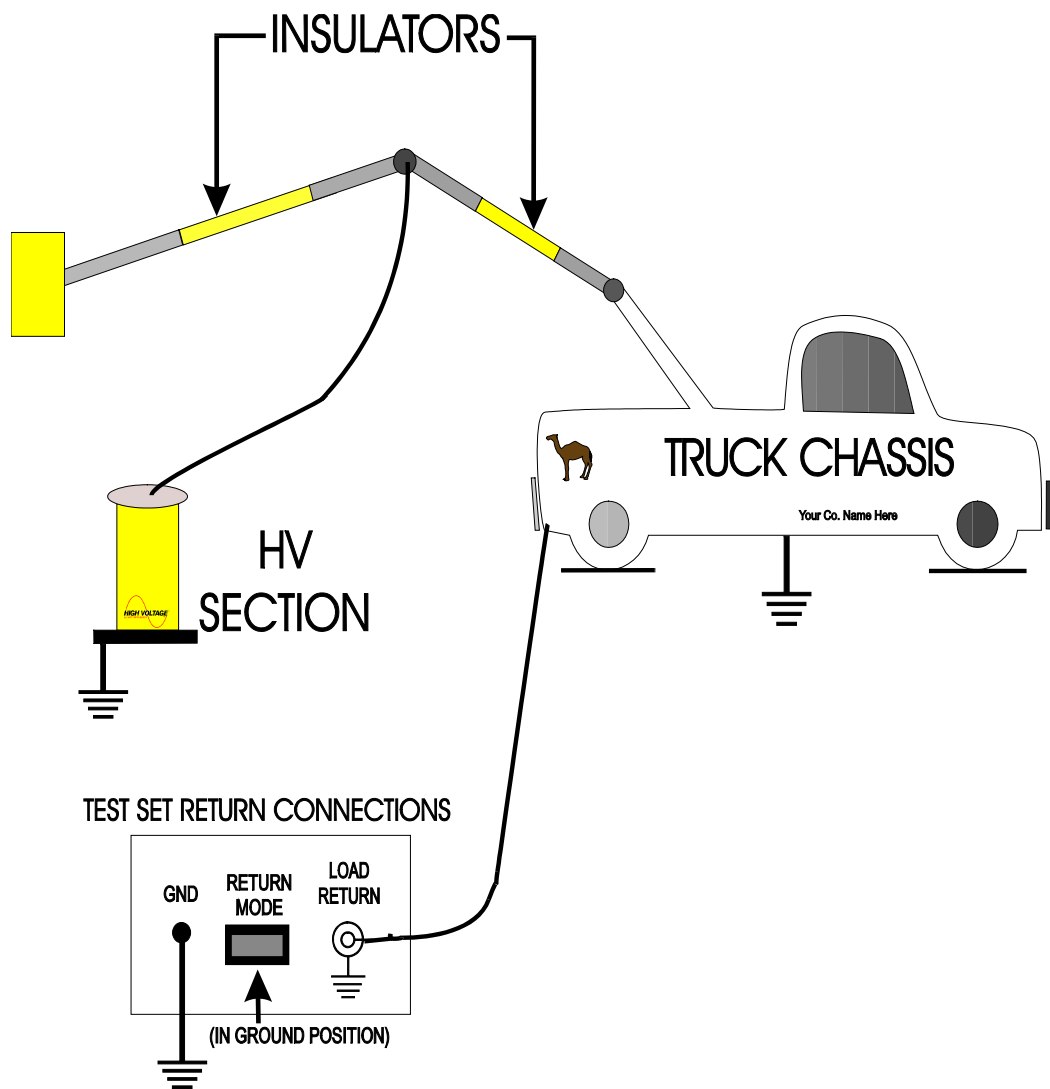 INSULATORS
TRUCK CHASSIS
Your Co. Name Here
HV
SECTION
HIGH VOLTAGE
TEST SET RETURN CONNECTIONS
GND
RETURN
MODE
LOAD
RETURN
(IN GROUND POSITION)